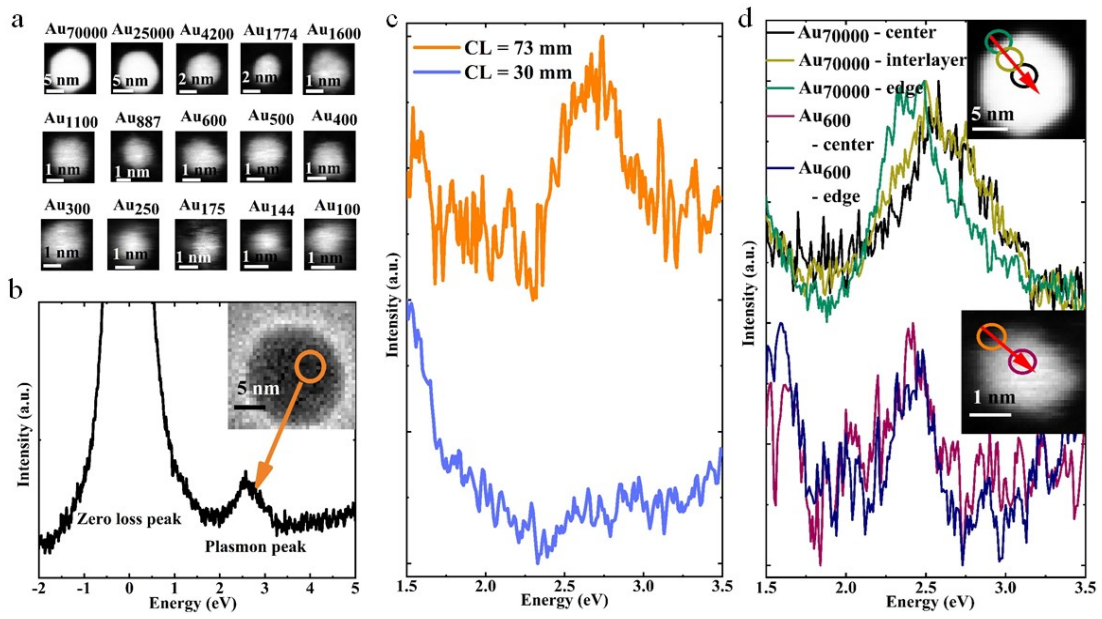 a
Au70000 Au25000 Au4200 Au1774 Au1600
5 nm 5 nm 2 nm 2 nm 1 nm
Au1100 Au887 Au600 Au500 Au400
1 nm 1 nm 1 nm 1 nm 1 nm
Au300 Au250 Au175 Au144 Au100
1 nm 1 nm 1 nm 1 nm 1 nm
b
Intensity (a.u.)
5 nm
Zero loss peak
Plasmon peak
-2 -1 0 1 2 3 4 5
Energy (eV)
c
CL = 73 mm
CL = 30 mm
Intensity (a.u.)
1.5 2.0 2.5 3.0 3.5
Energy (eV)
d
Au70000 - center
Au70000 - interlayer
Au70000 - edge
Au600
- center
Au600
- edge
5 nm
1 nm
Intensity (a.u.)
Intensity (a.u.)
1.5 2.0 2.5 3.0 3.5
Energy (eV)